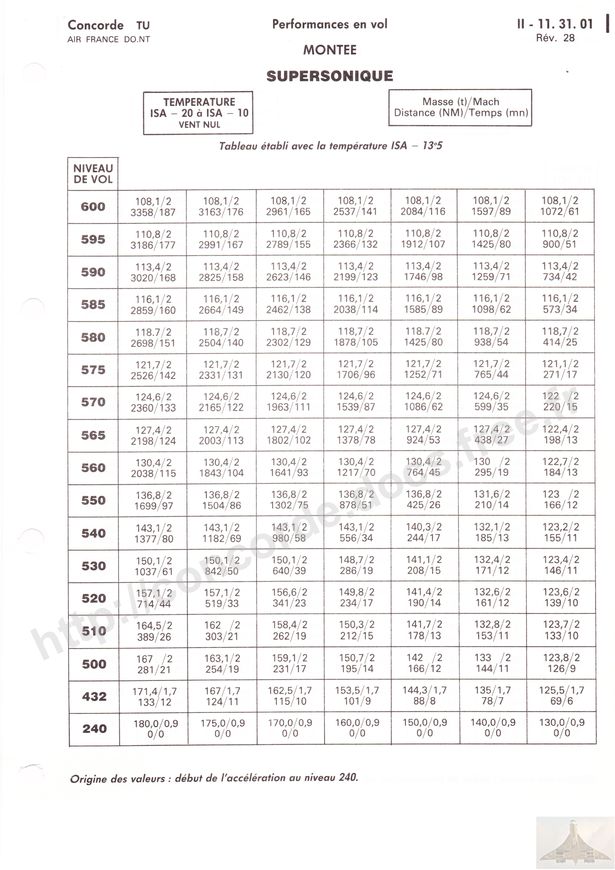 Concorde TU Performances en vol II - 11. 31. 01
AIR FRANCE DO.NT Rév. 28
MONTEE
SUPERSONIQUE
TEMPERATURE
ISA – 20 à ISA – 10
VENT NUL
Masse (t)/Mach
Distance (NM)/Temps (mn)
Tableau établi avec la température ISA – 13°5
NIVEAU
DE VOL
600 108,1/2 108,1/2 108,1/2 108,1/2 108,1/2 108,1/2 108,1/2
3358/187 3163/176 2961/165 2537/141 2084/116 1597/89 1072/61
595 110,8/2 110,8/2 110,8/2 110,8/2 110,8/2 110,8/2 110,8/2
3186/177 2991/167 2789/155 2366/132 1912/107 1425/80 900/51
590 113,4/2 113,4/2 113,4/2 113,4/2 113,4/2 113,4/2 113,4/2
3020/168 2825/158 2623/146 2199/123 1746/98 1259/71 734/42
585 116,1/2 116,1/2 116,1/2 116,1/2 116,1/2 116,1/2 116,1/2
2859/160 2664/149 2462/138 2038/114 1585/89 1098/62 573/34
580 118.7/2 118,7/2 118,7/2 118,7/2 118.7/2 118,7/2 118,7/2
2698/151 2504/140 2302/129 1878/105 1425/80 938/54 414/25
575 121,7/2 121,7/2 121,7/2 121,7/2 121,7/2 121,7/2 121,1/2
2526/142 2331/131 2130/120 1706/96 1252/71 765/44 271/17
570 124,6/2 124,6/2 124,6/2 124,6/2 124,6/2 124,6/2 122 /2
2360/133 2165/122 1963/111 1539/87 1086/62 599/35 220/15
565 127,4/2 127,4/2 127,4/2 127,4/2 127,4/2 127,4/2 122,4/2
2198/124 2003/113 1802/102 1378/78 924/53 438/27 198/13
560 130,4/2 130,4/2 130,4/2 130,4/2 130,4/2 130 /2 122,7/2
2038/115 1843/104 1641/93 1217/70 764/45 295/19 184/13
550 136,8/2 136,8/2 136,8/2 136,8/2 136,8/2 131,6/2 123 /2
1699/97 1504/86 1302/75 878/51 425/26 210/14 166/12
540 143,1/2 143,1/2 143,1/2 143,1/2 140,3/2 132,1/2 123,2/2
1377/80 1182/69 980/58 556/34 244/17 185/13 155/11
530 150,1/2 150,1/2 150,1/2 148,7/2 141,1/2 132,4/2 123,4/2
1037/61 842/50 640/39 286/19 208/15 171/12 146/11
520 157,1/2 157,1/2 156,6/2 149,8/2 141,4/2 132,6/2 123,6/2
714/44 519/33 341/23 234/17 190/14 161/12 139/10
510 164,5/2 162 /2 158,4/2 150,3/2 141,7/2 132,8/2 123,7/2
389/26 303/21 262/19 212/15 178/13 153/11 133/10
500 167 /2 163,1/2 159,1/2 150,7/2 142 /2 133 /2 123,8/2
281/21 254/19 231/17 195/14 166/12 144/11 126/9
432 171,4/1,7 167/1,7 162,5/1,7 153,5/1,7 144,3/1,7 135/1,7 125,5/1,7
133/12 124/11 115/10 101/9 88/8 78/7 69/6
240 180,0/0,9 175,0/0,9 170,0/0,9 160,0/0,9 150,0/0,9 140,0/0,9 130,0/0,9
0/0 0/0 0/0 0/0 0/0 0/0 0/0
Origine des valeurs : début de l'accélération au niveau 240.
http://concorde.docs.free.fr